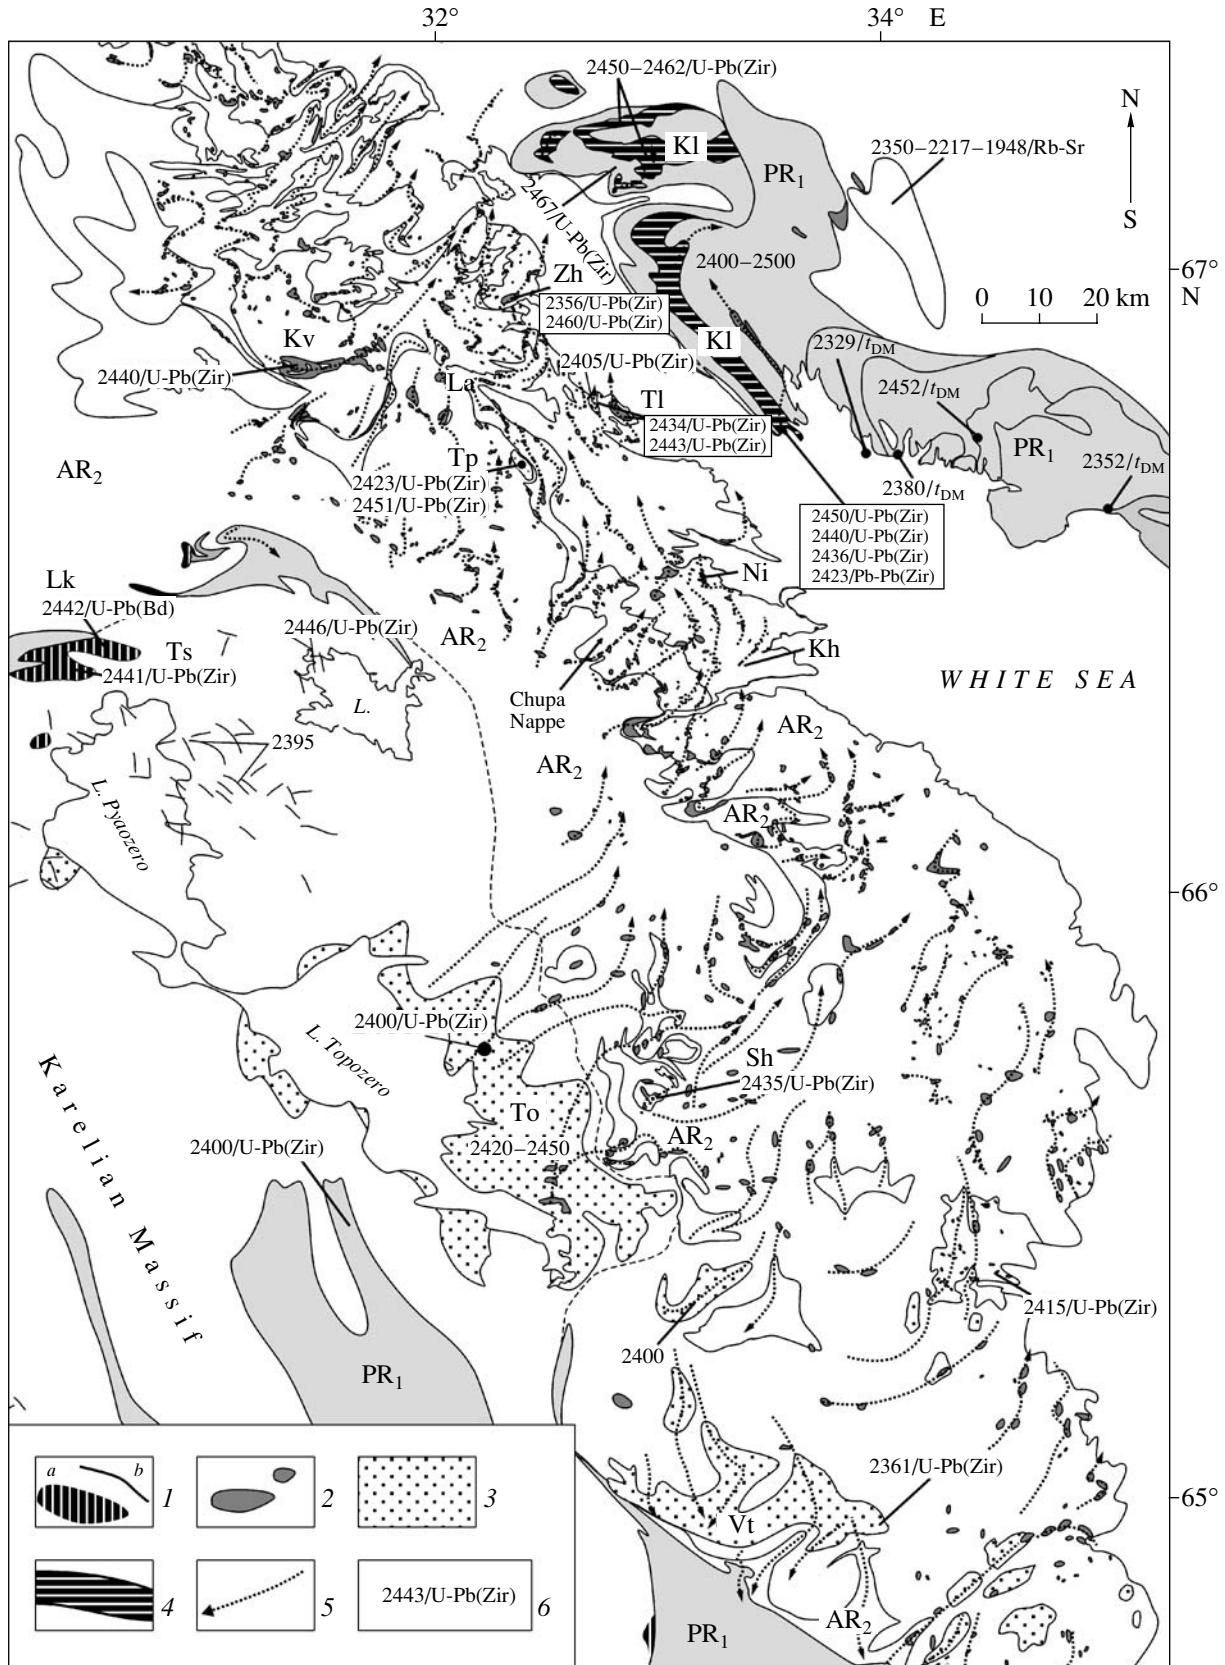 32°
34° E
2450–2462/U-Pb(Zir)
N
S
Kl
PR1
2350–2217–1948/Rb-Sr
2467/U-Pb(Zir)
2400–2500
67°
N
0 10 20 km
Zh
2356/U-Pb(Zir)
2460/U-Pb(Zir)
Kv
2440/U-Pb(Zir)
Kl
2329/tDM
2405/U-Pb(Zir)
2452/tDM
La
Tl
2434/U-Pb(Zir)
2443/U-Pb(Zir)
PR1
Tp
AR2
2423/U-Pb(Zir)
2451/U-Pb(Zir)
2380/tDM
2352/tDM
2450/U-Pb(Zir)
2440/U-Pb(Zir)
2436/U-Pb(Zir)
2423/Pb-Pb(Zir)
Ni
Lk
2442/U-Pb(Bd)
2446/U-Pb(Zir)
AR2
Ts
Kh
2441/U-Pb(Zir)
WHITE SEA
Chupa
Nappe
L.
AR2
2395
AR2
L. Pyaozero
AR2
66°
2400/U-Pb(Zir)
L. Topozero
Sh
2435/U-Pb(Zir)
Karelian Massif
To
AR2
2420–2450
2400/U-Pb(Zir)
2415/U-Pb(Zir)
2400
PR1
2361/U-Pb(Zir)
65°
Vt
a b 1
2
3
4
5
2443/U-Pb(Zir) 6
AR2
PR1